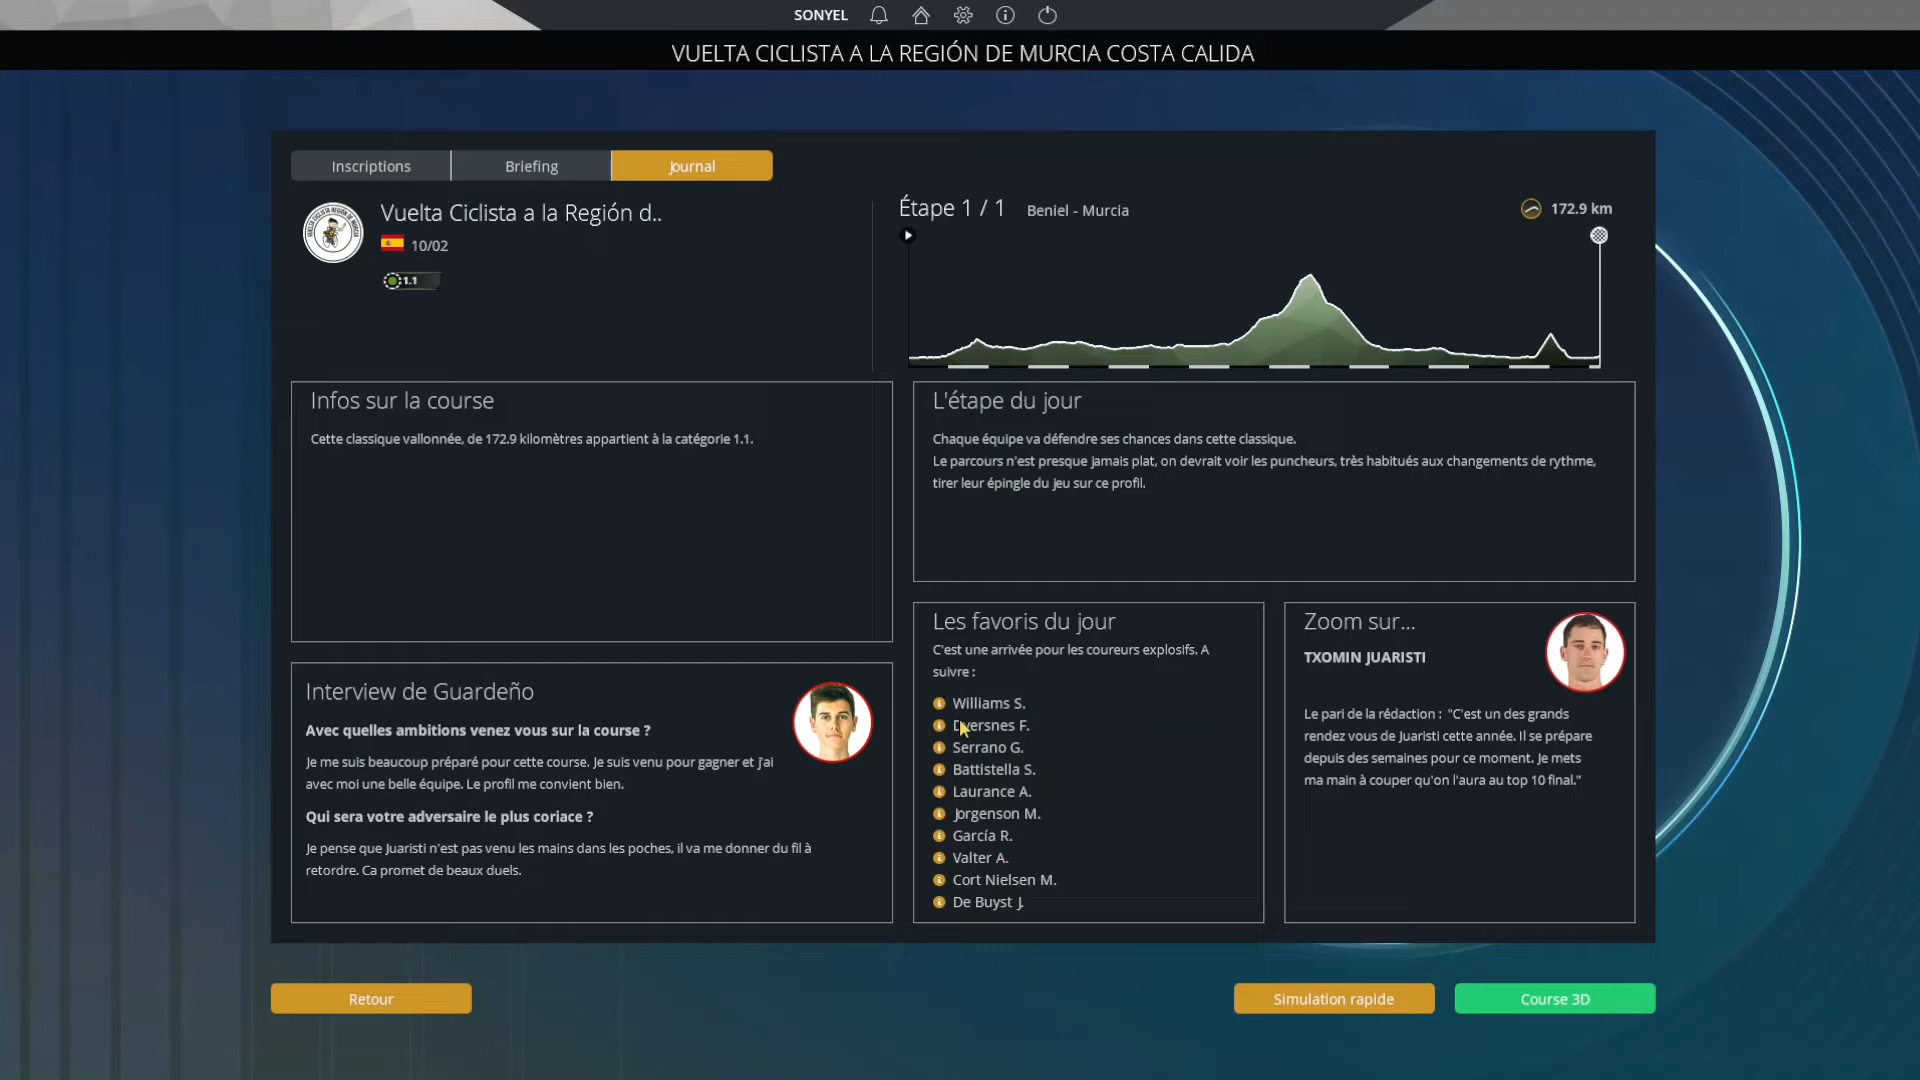 SONYEL
VUELTA CICLISTA A LA REGIÓN DE MURCIA COSTA CALIDA
Inscriptions
Briefing
Journal
Vuelta Ciclista a la Región d..
10/02
1.1
Étape 1 / 1
Beniel - Murcia
172.9 km
Infos sur la course
Cette classique vallonnée, de 172.9 kilomètres appartient à la catégorie 1.1.
L'étape du jour
Chaque équipe va défendre ses chances dans cette classique.
Le parcours n'est presque jamais plat, on devrait voir les puncheurs, très habitués aux changements de rythme,
tirer leur épingle du jeu sur ce profil.
Interview de Guardeño
Avec quelles ambitions venez vous sur la course ?
Je me suis beaucoup préparé pour cette course. Je suis venu pour gagner et j'ai
avec moi une belle équipe. Le profil me convient bien.
Qui sera votre adversaire le plus coriace ?
Je pense que Juaristi n'est pas venu les mains dans les poches, il va me donner du fil à
retordre. Ca promet de beaux duels.
Les favoris du jour
C'est une arrivée pour les coureurs explosifs. A
suivre :
Williams S.
F.
Serrano G.
Battistella S.
Laurance A.
Jorgenson M.
García R.
Valter A.
Cort Nielsen M.
De Buyst J.
Zoom sur...
TXOMIN JUARISTI
Le pari de la rédaction : "C'est un des grands
rendez vous de Juaristi cette année. Il se prépare
depuis des semaines pour ce moment. Je mets
ma main à couper qu'on l'aura au top 10 final."
Retour
Simulation rapide
Course 3D